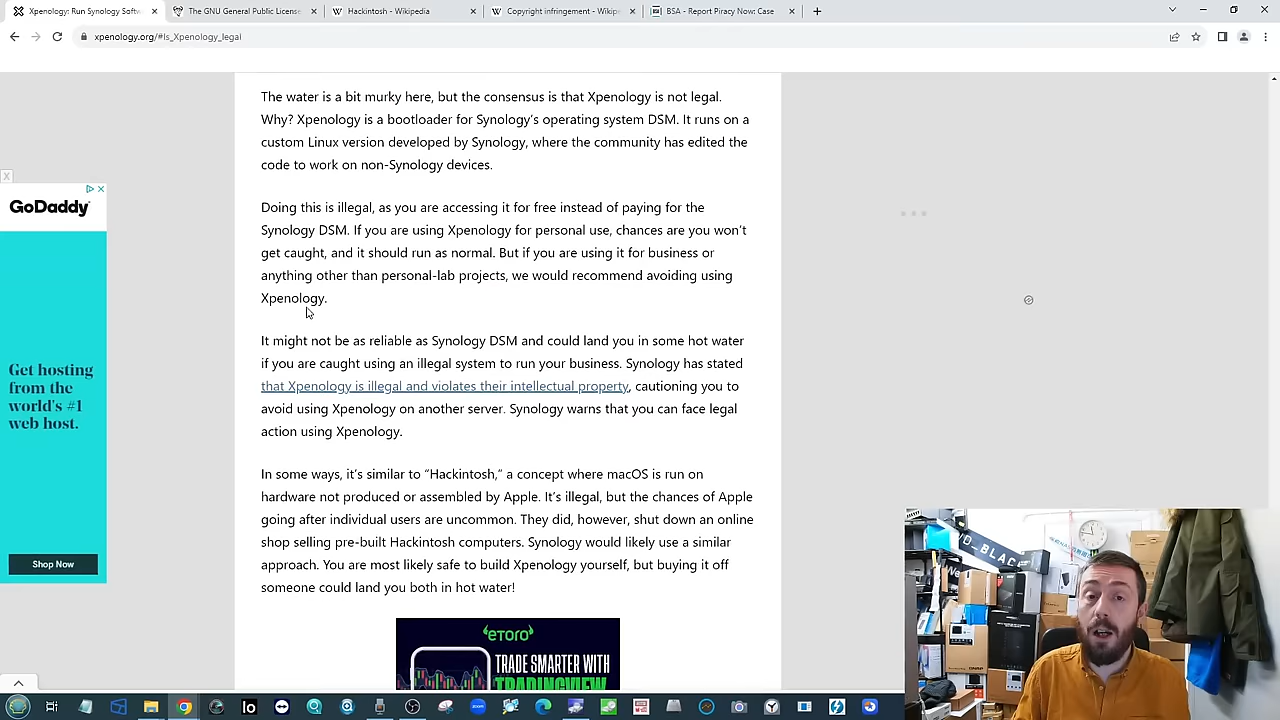 Xpenology: Run Synology Softw
The GNU General Public License
Hackintosh - Wikipedia
Copyright infringement - Wikipe
BSA - Report Piracy Now: Case
xpenology.org/#Is_Xpenology_legal
The water is a bit murky here, but the consensus is that Xpenology is not legal.
Why? Xpenology is a bootloader for Synology's operating system DSM. It runs on a
custom Linux version developed by Synology, where the community has edited the
code to work on non-Synology devices.
Doing this is illegal, as you are accessing it for free instead of paying for the
Synology DSM. If you are using Xpenology for personal use, chances are you won't
get caught, and it should run as normal. But if you are using it for business or
anything other than personal-lab projects, we would recommend avoiding using
Xpenology.
It might not be as reliable as Synology DSM and could land you in some hot water
if you are caught using an illegal system to run your business. Synology has stated
that Xpenology is illegal and violates their intellectual property, cautioning you to
avoid using Xpenology on another server. Synology warns that you can face legal
action using Xpenology.
In some ways, it's similar to “Hackintosh,” a concept where macOS is run on
hardware not produced or assembled by Apple. It's illegal, but the chances of Apple
going after individual users are uncommon. They did, however, shut down an online
shop selling pre-built Hackintosh computers. Synology would likely use a similar
approach. You are most likely safe to build Xpenology yourself, but buying it off
someone could land you both in hot water!
X
GoDaddy
Get hosting
from the
world's #1
web host.
Shop Now
eToro
TRADE SMARTER WITH
TRADINGVIEW
WD_BLAC
QNAP
IO
zoom